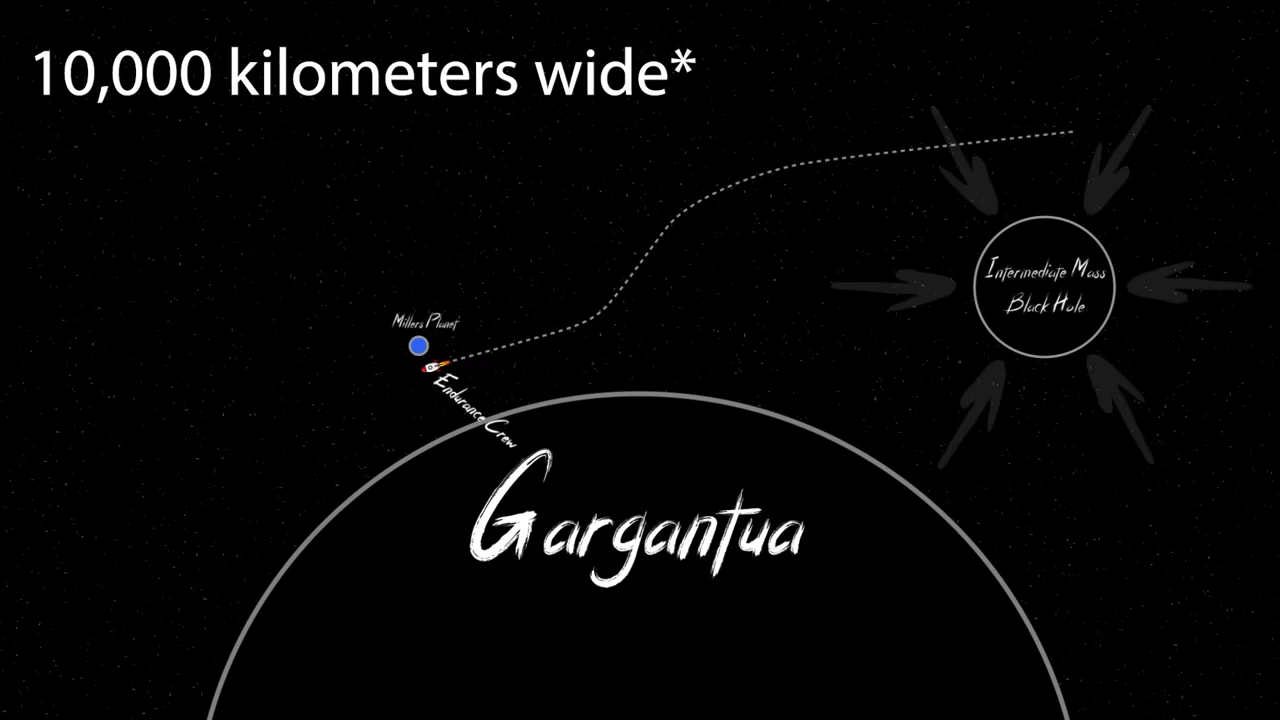 10,000 kilometers wide*
Intermediate Mass
Black Hole
Millers Planet
Endurance Crew
Gargantua